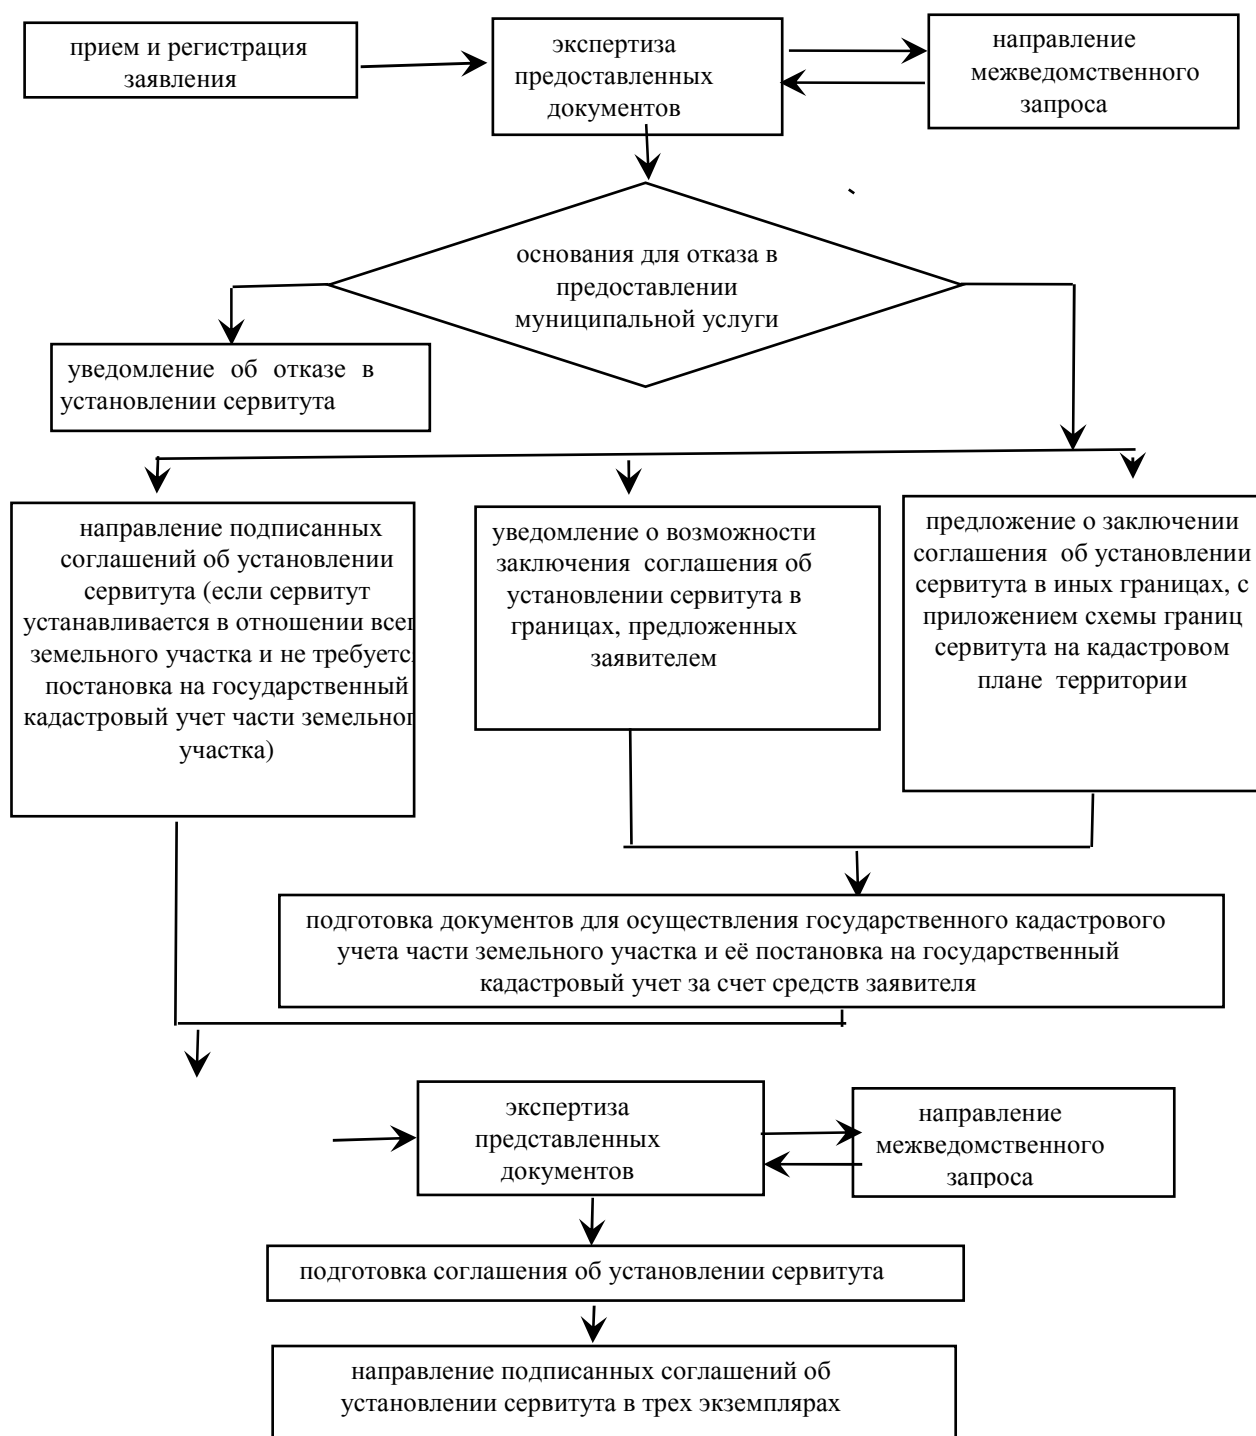 прием и регистрация
заявления
экспертиза
предоставленных
документов
направление
межведомственного
запроса
основания для отказа в
предоставлении
муниципальной услуги
уведомление об отказе в
установлении сервитута
направление подписанных
соглашений об установлении
сервитута (если сервитут
устанавливается в отношении всег
земельного участка и не требуетс
постановка на государственный
кадастровый учет части земельног
участка)
уведомление о возможности
заключения соглашения об
установлении сервитута в
границах, предложенных
заявителем
предложение о заключении
соглашения об установлении
сервитута в иных границах, с
приложением схемы границ
сервитута на кадастровом
плане территории
подготовка документов для осуществления государственного кадастрового
учета части земельного участка и её постановка на государственный
кадастровый учет за счет средств заявителя
экспертиза
представленных
документов
направление
межведомственного
запроса
подготовка соглашения об установлении сервитута
направление подписанных соглашений об
установлении сервитута в трех экземплярах